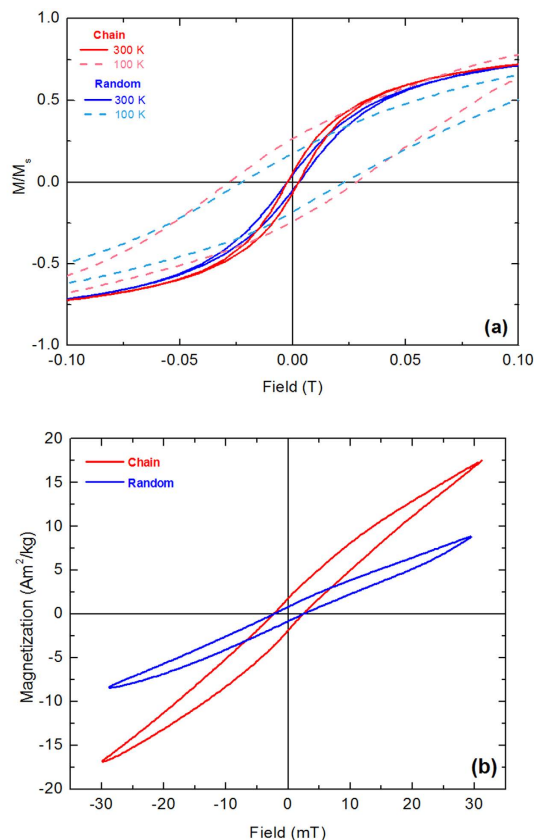 1.0
Chain
300 K
100 K
Random
300 K
100 K
0.5
M/Ms
0.0
-0.5
-1.0
(a)
-0.10 -0.05 0.00 0.05 0.10
Field (T)
20
Chain
Random
15
10
5
Magnetization (Am²/kg)
0
-5
-10
-15
-20
(b)
-30 -20 -10 0 10 20 30
Field (mT)